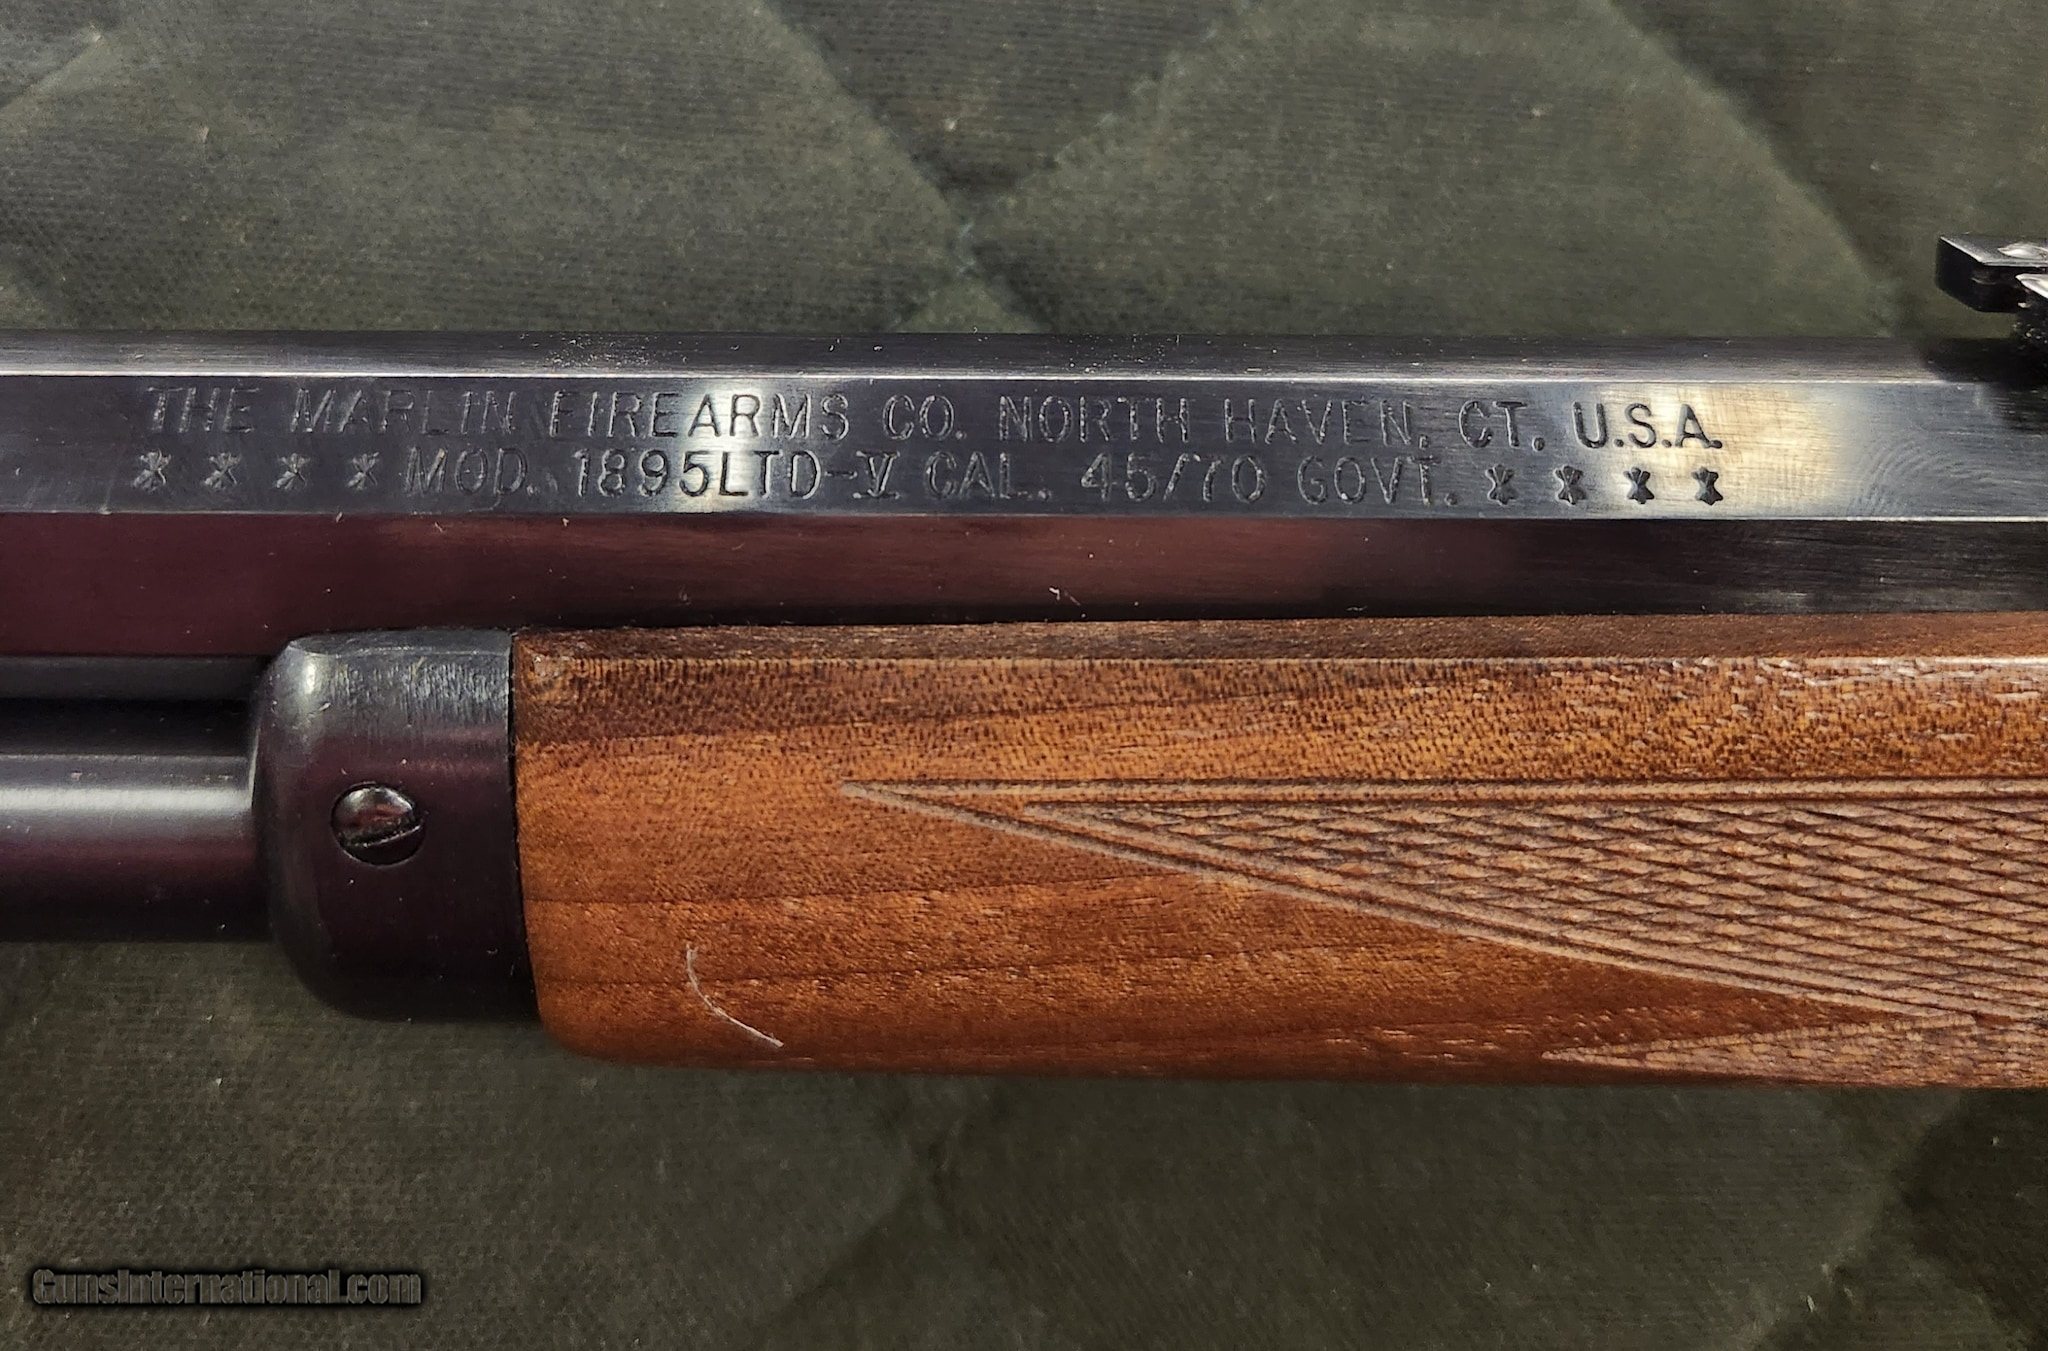 THE MARLIN FIREARMS CO. NORTH HAVEN, CT. U.S.A.
* * * * MOD. 1895LTD-V CAL. 45/70 GOVT. * * * *
GunsInternational.com